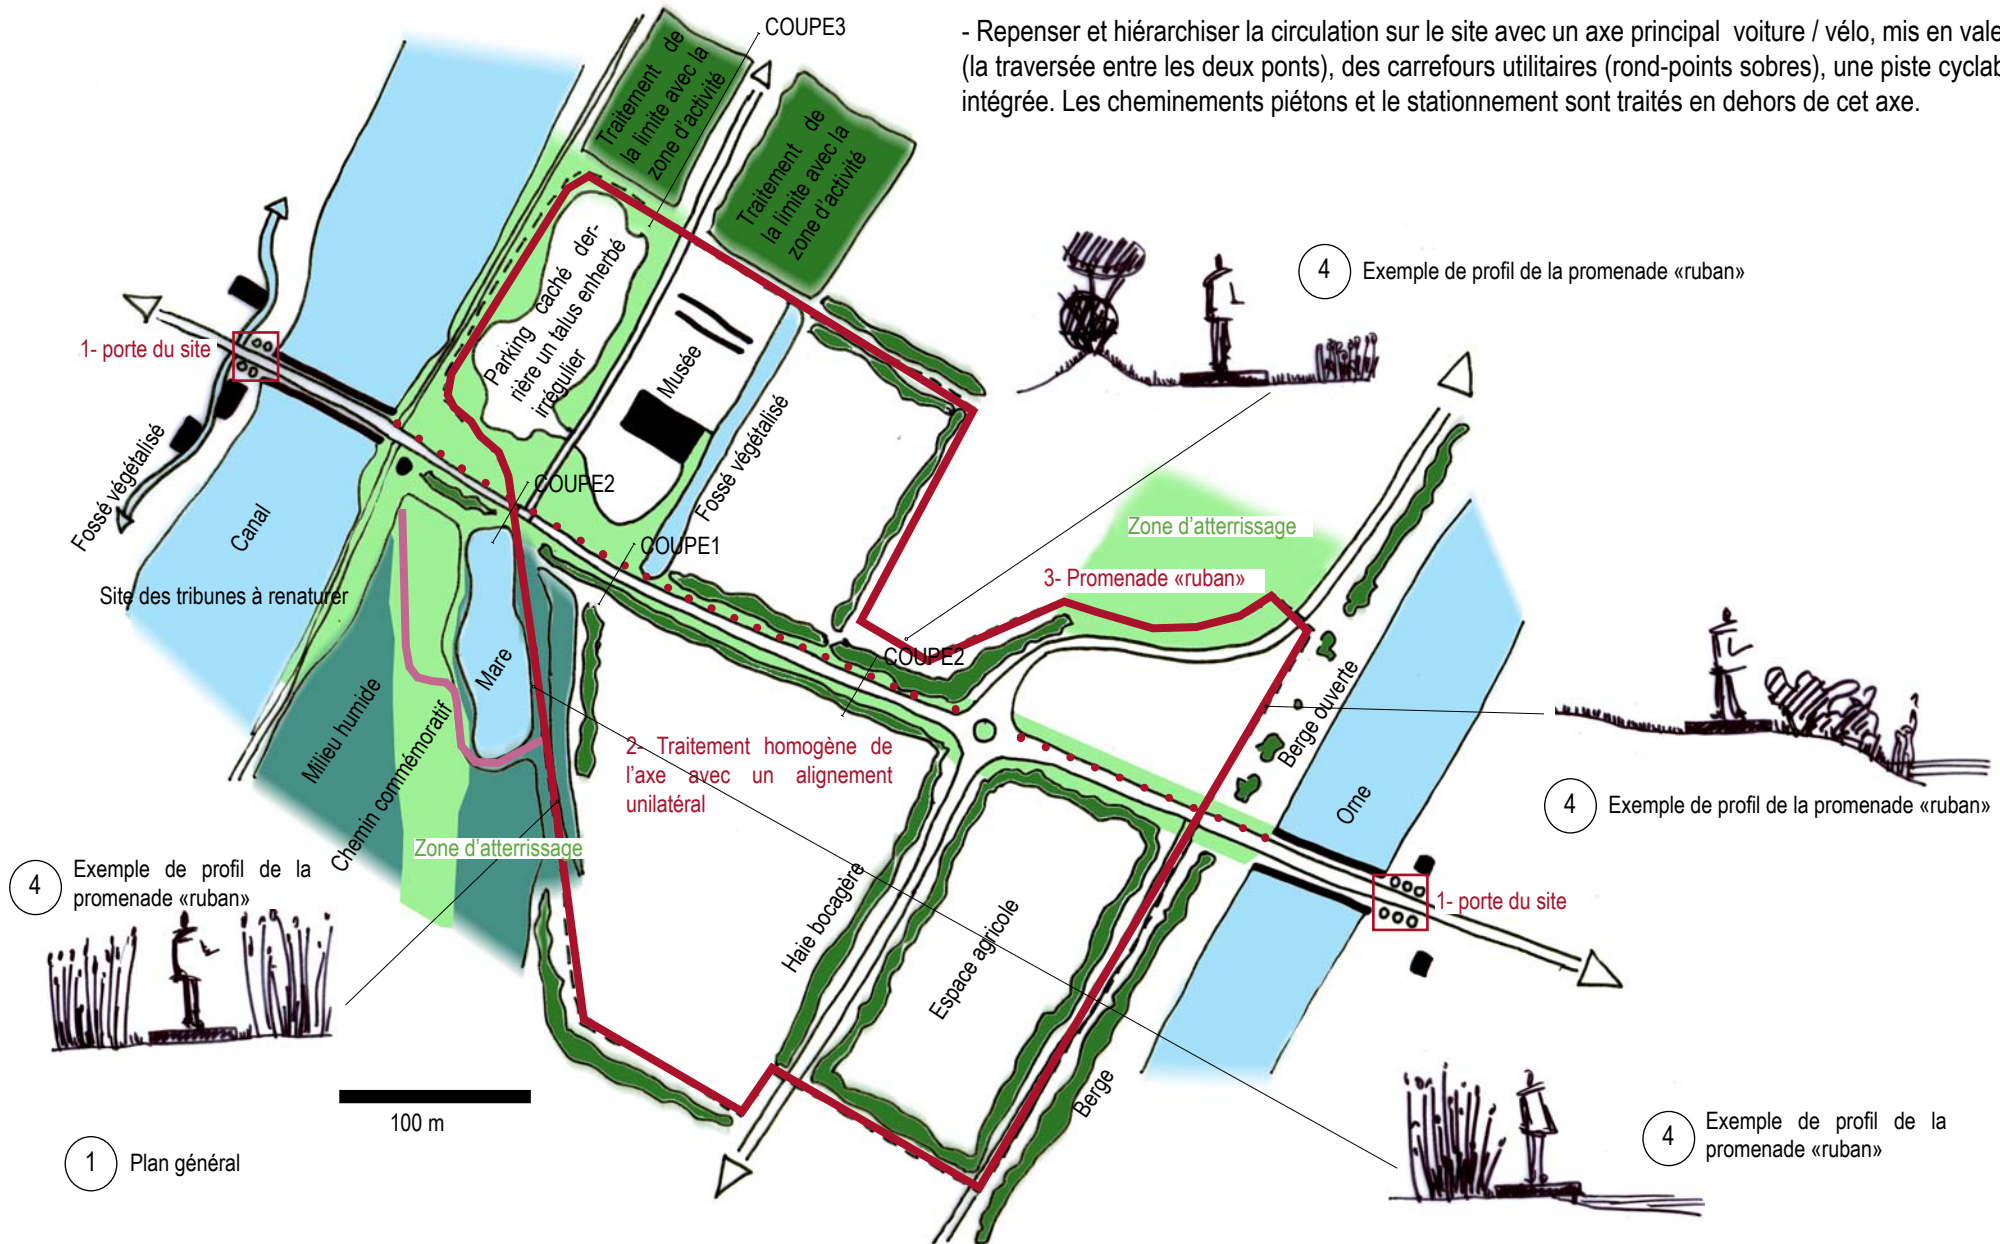 - Repenser et hiérarchiser la circulation sur le site avec un axe principal voiture / vélo, mis en vale
(la traversée entre les deux ponts), des carrefours utilitaires (rond-points sobres), une piste cyclab
intégrée. Les cheminements piétons et le stationnement sont traités en dehors de cet axe.
COUPE3
Traitement de
la limite avec la
zone d'activité
Traitement de
la limite avec la
zone d'activité
4
Exemple de profil de la promenade «ruban»
Parking caché der-
rière un talus enherbé
irrégulier
1- porte du site
Musée
Fossé végétalisé
Fossé végétalisé
COUPE2
Canal
COUPE1
Zone d'atterrissage
3- Promenade «ruban»
Site des tribunes à renaturer
Mare
COUPE2
Berge ouverte
Milieu humide
Chemin commémoratif
2- Traitement homogène de
l'axe avec un alignement
unilatéral
Orne
4
Exemple de profil de la promenade «ruban»
Zone d'atterrissage
4
Exemple de profil de la
promenade «ruban»
Haie bocagère
Espace agricole
1- porte du site
Berge
100 m
4
Exemple de profil de la
promenade «ruban»
1
Plan général